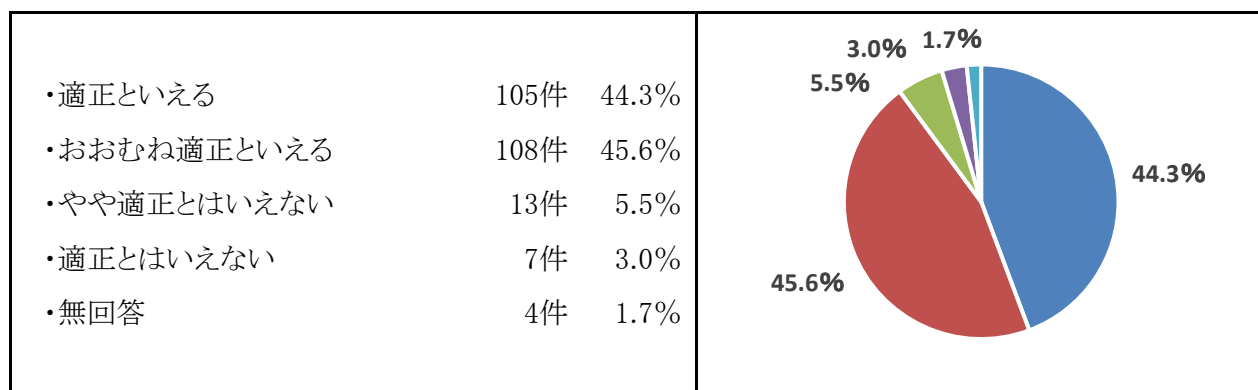 ・適正といえる 105件 44.3%
・おおむね適正といえる 108件 45.6%
・やや適正とはいえない 13件 5.5%
・適正とはいえない 7件 3.0%
・無回答 4件 1.7%
1.7%
3.0%
5.5%
44.3%
45.6%